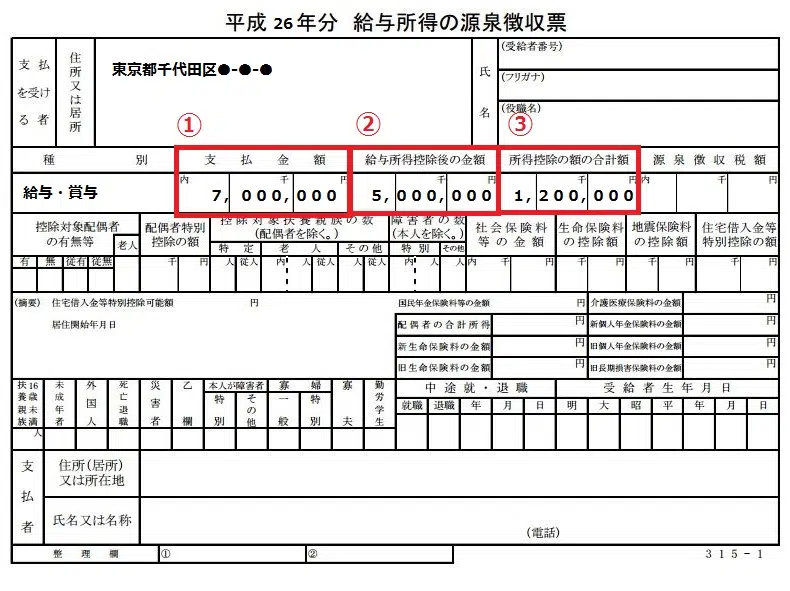 平成 26 年分 給与所得の源泉徴収票
支払を受ける者
住所又は居所
東京都千代田区●-●-●
氏名
(受給者番号)
(フリガナ)
(役職名)
① ② ③
種別 支払金額 給与所得控除後の金額 所得控除の額の合計額 源泉徴収税額
給与・賞与
内 千 円
7,000,000
千 円
5,000,000
千 円
1,200,000
内 千 円
控除対象配偶者の有無等
老人
配偶者特別控除の額
控除対象扶養親族の数(配偶者を除く。)
特定 老人 その他
障害者の数(本人を除く。)
特別 その他
社会保険料等の金額
生命保険料の控除額
地震保険料の控除額
住宅借入金等特別控除の額
有 無 従有 従無 千 円 人 従人 内 人 従人 人 従人 内 人 人 内 千 円 千 円 千 円 千 円
(摘要) 住宅借入金等特別控除可能額 円 国民年金保険料等の金額 円 介護医療保険料の金額 円
居住開始年月日
配偶者の合計所得 円 新個人年金保険料の金額 円
新生命保険料の金額 円 旧個人年金保険料の金額 円
旧生命保険料の金額 円 旧長期損害保険料の金額 円
扶養親族16歳未満
人
未成年者
外国人
死亡退職
災害者
乙欄
本人が障害者
特別
その他
寡婦
一般
特別
寡夫
勤労学生
中途就・退職
就職 退職 年 月 日
受給者生年月日
明 大 昭 平 年 月 日
支払者
住所(居所)又は所在地
氏名又は名称
(電話)
整理欄 ① ②
315-1